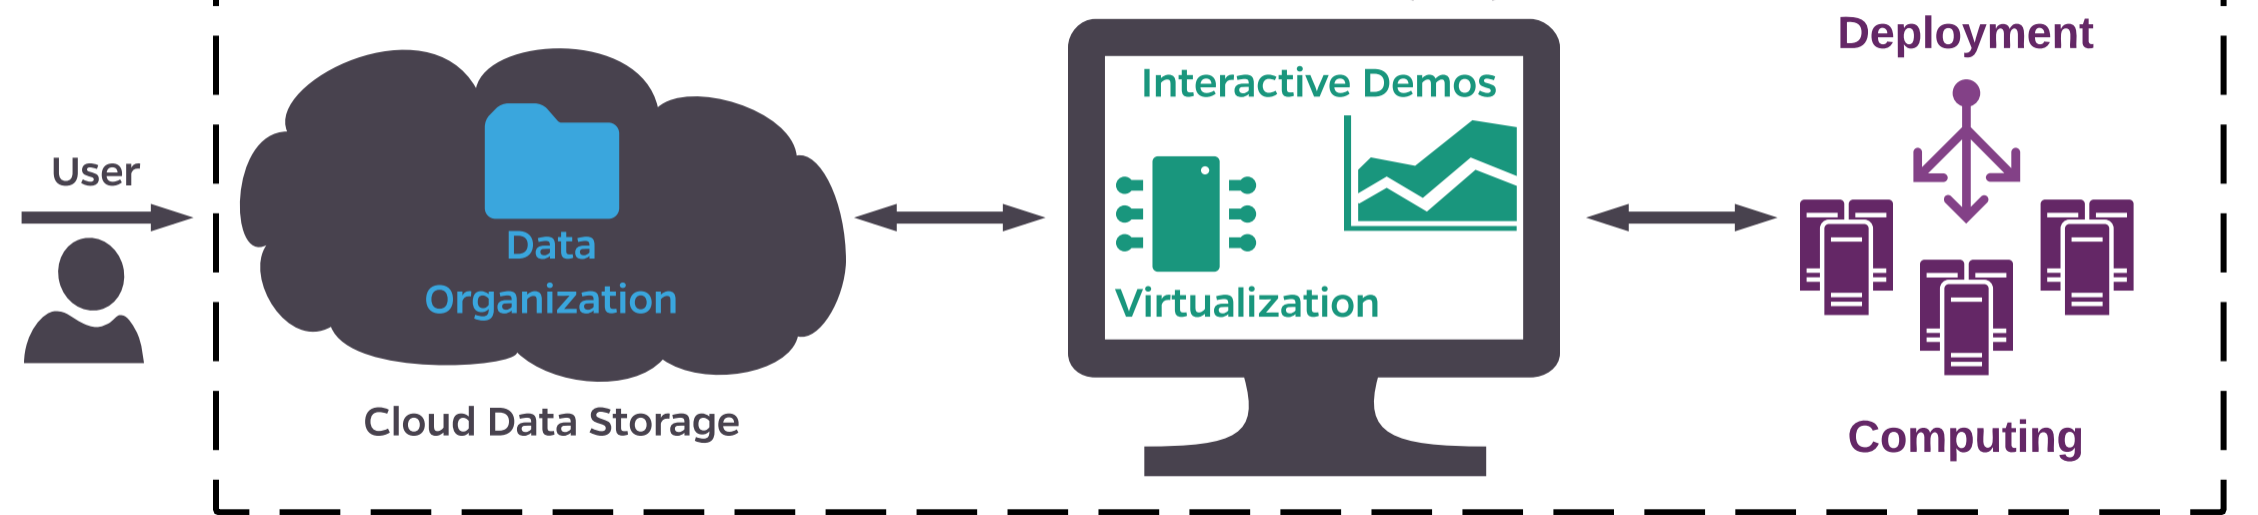 User
Data
Organization
Cloud Data Storage
Interactive Demos
Virtualization
Deployment
Computing